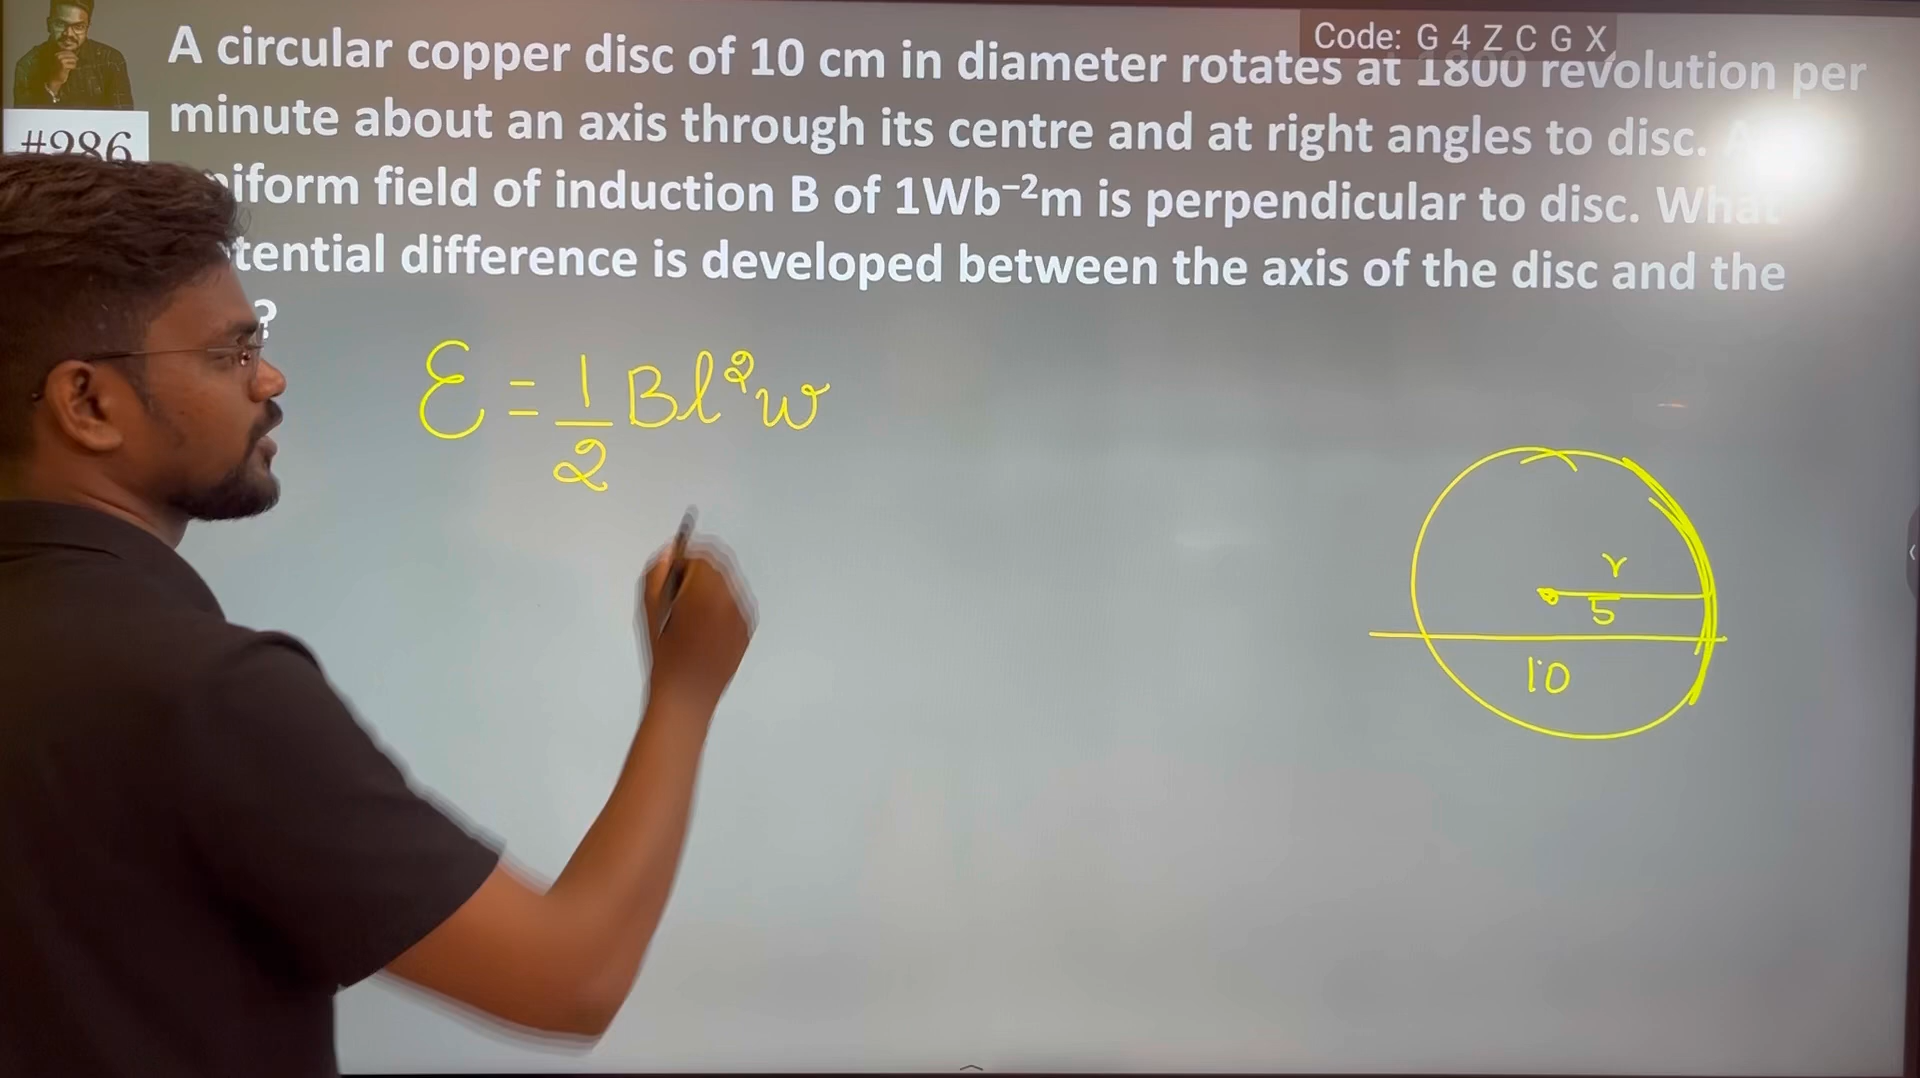 Code: G 4 Z C G X
A circular copper disc of 10 cm in diameter rotates at 1800 revolution per
minute about an axis through its centre and at right angles to disc.
#986
iform field of induction B of 1Wb⁻²m is perpendicular to disc. What
tential difference is developed between the axis of the disc and the
?
ℰ = 1/2 Bl²w
r
5
10